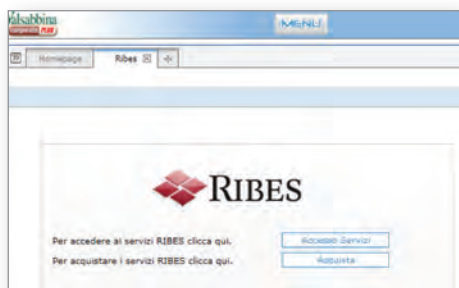 Valsabbina
MENU
Homepage Ribes
RIBES
Per accedere ai servizi RIBES clicca qui. Accesso Servizi
Per acquistare i servizi RIBES clicca qui. Acquista